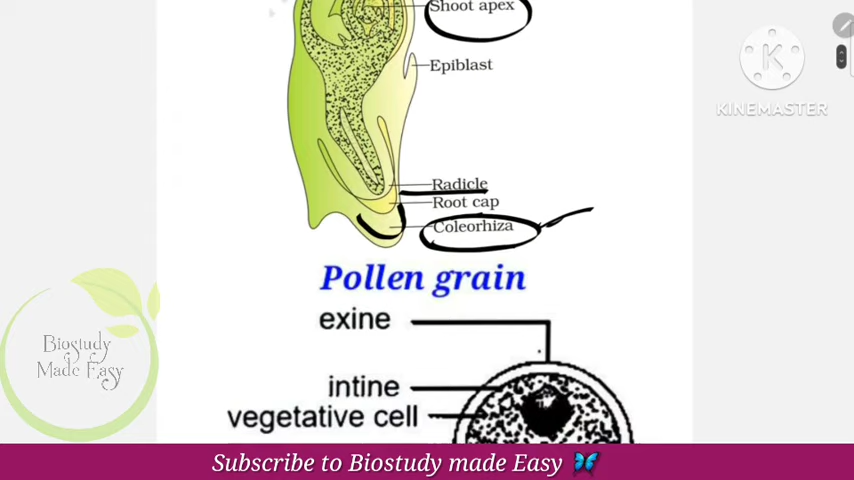 Shoot apex
Epiblast
KINEMASTER
Radicle
Root cap
Coleorhiza
Pollen grain
exine
Biostudy
Made Easy
intine
vegetative cell
Subscribe to Biostudy made Easy 🦋